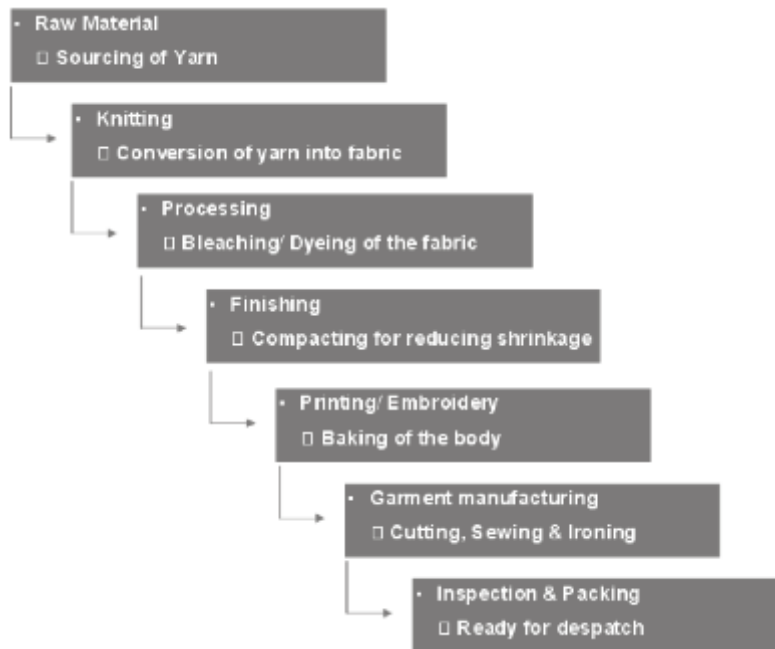 • Raw Material
▯ Sourcing of Yarn
• Knitting
▯ Conversion of yarn into fabric
• Processing
▯ Bleaching/ Dyeing of the fabric
• Finishing
▯ Compacting for reducing shrinkage
• Printing/ Embroidery
▯ Baking of the body
• Garment manufacturing
▯ Cutting, Sewing & Ironing
• Inspection & Packing
▯ Ready for despatch